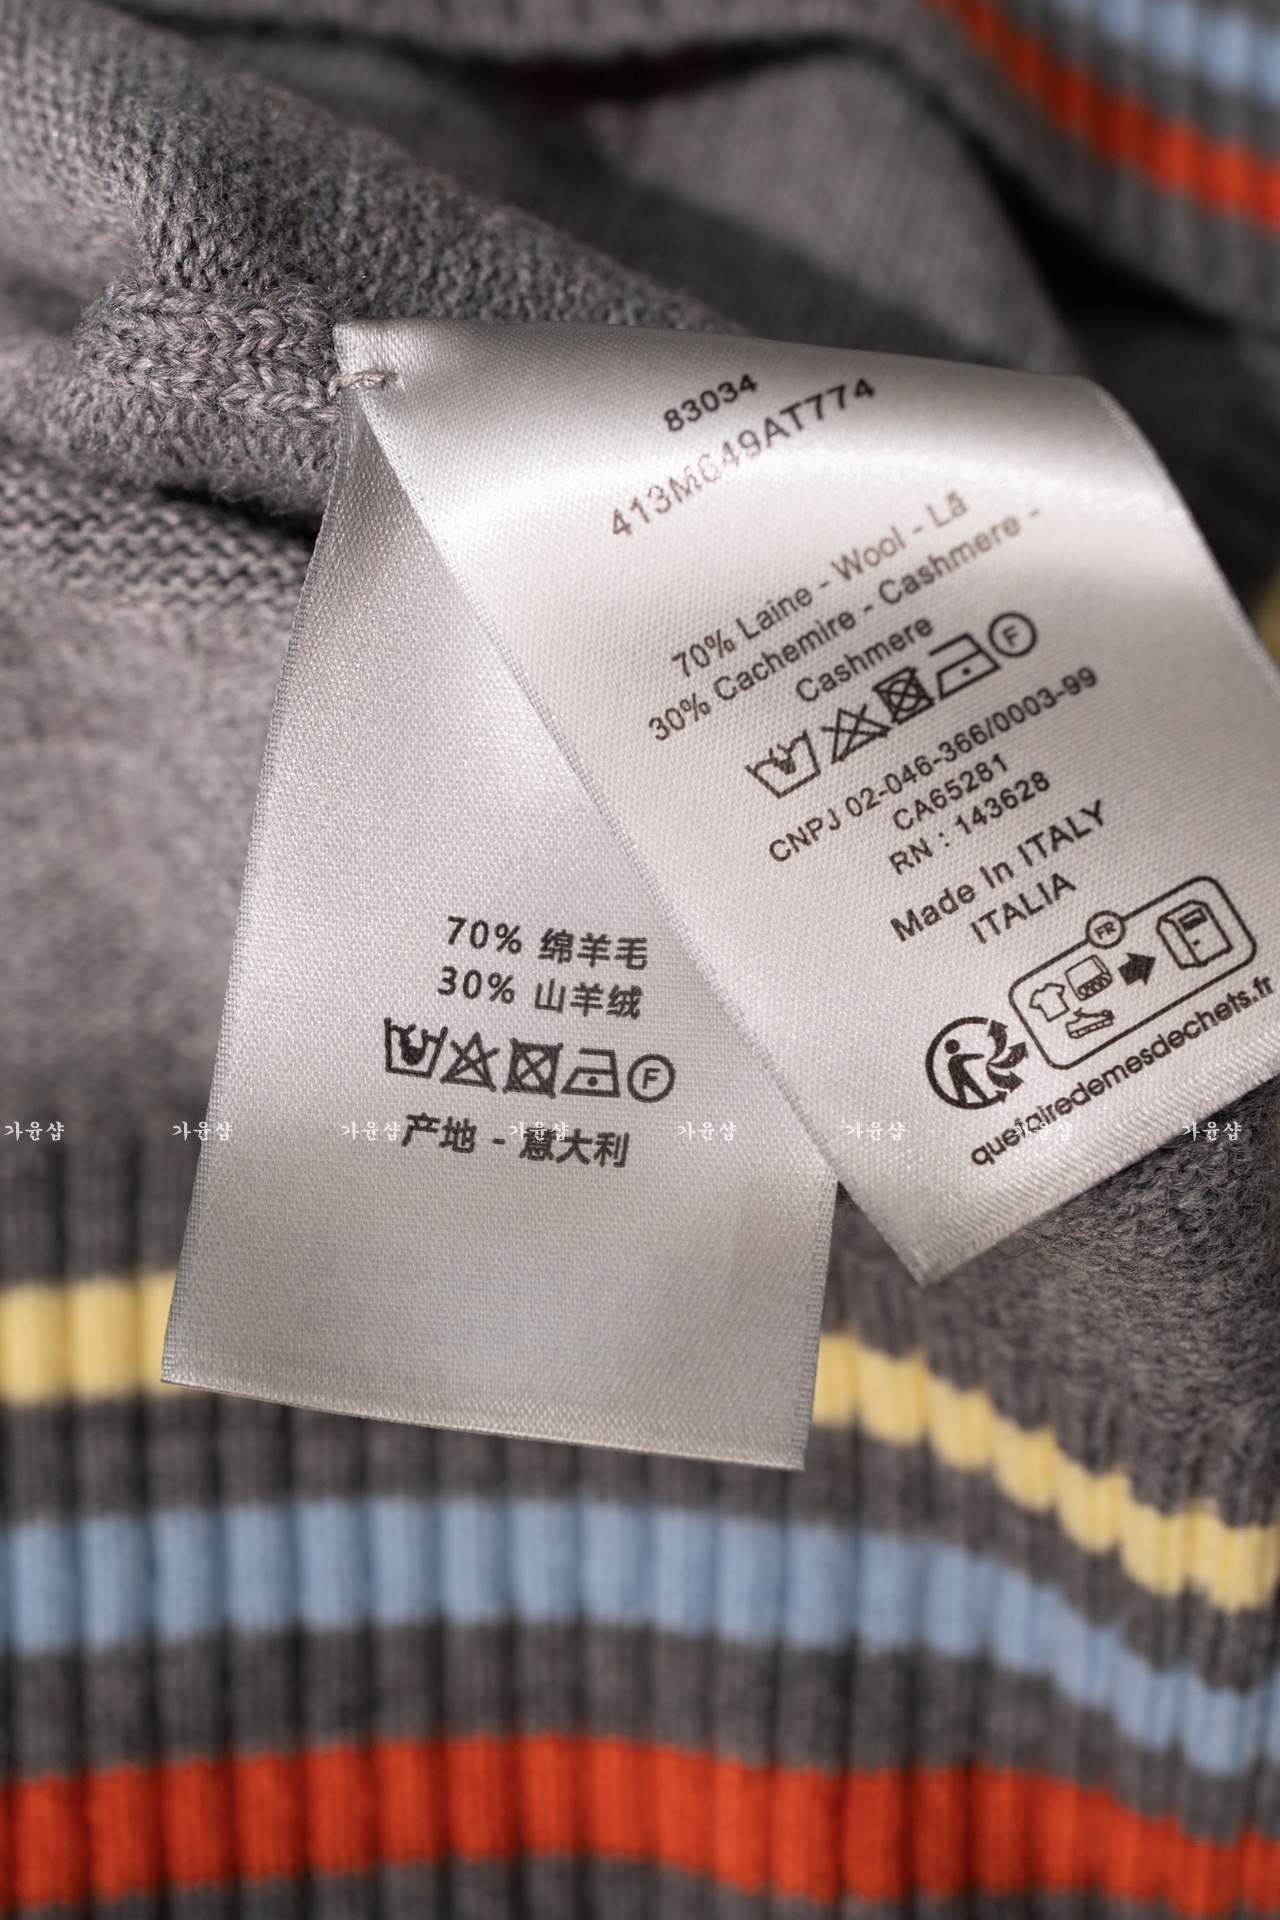 83034
413M649AT774
70% Laine - Wool - Lã
30% Cachemire - Cashmere -
Cashmere
F
CNPJ 02-046-366/0003-99
CA65281
RN : 143628
Made In ITALY
ITALIA
FR
quefairedemesdechets.fr
70% 绵羊毛
30% 山羊绒
F
产地 - 意大利
가윤샵 가윤샵 가윤샵 가윤샵 가윤샵 가윤샵 가윤샵 가윤샵